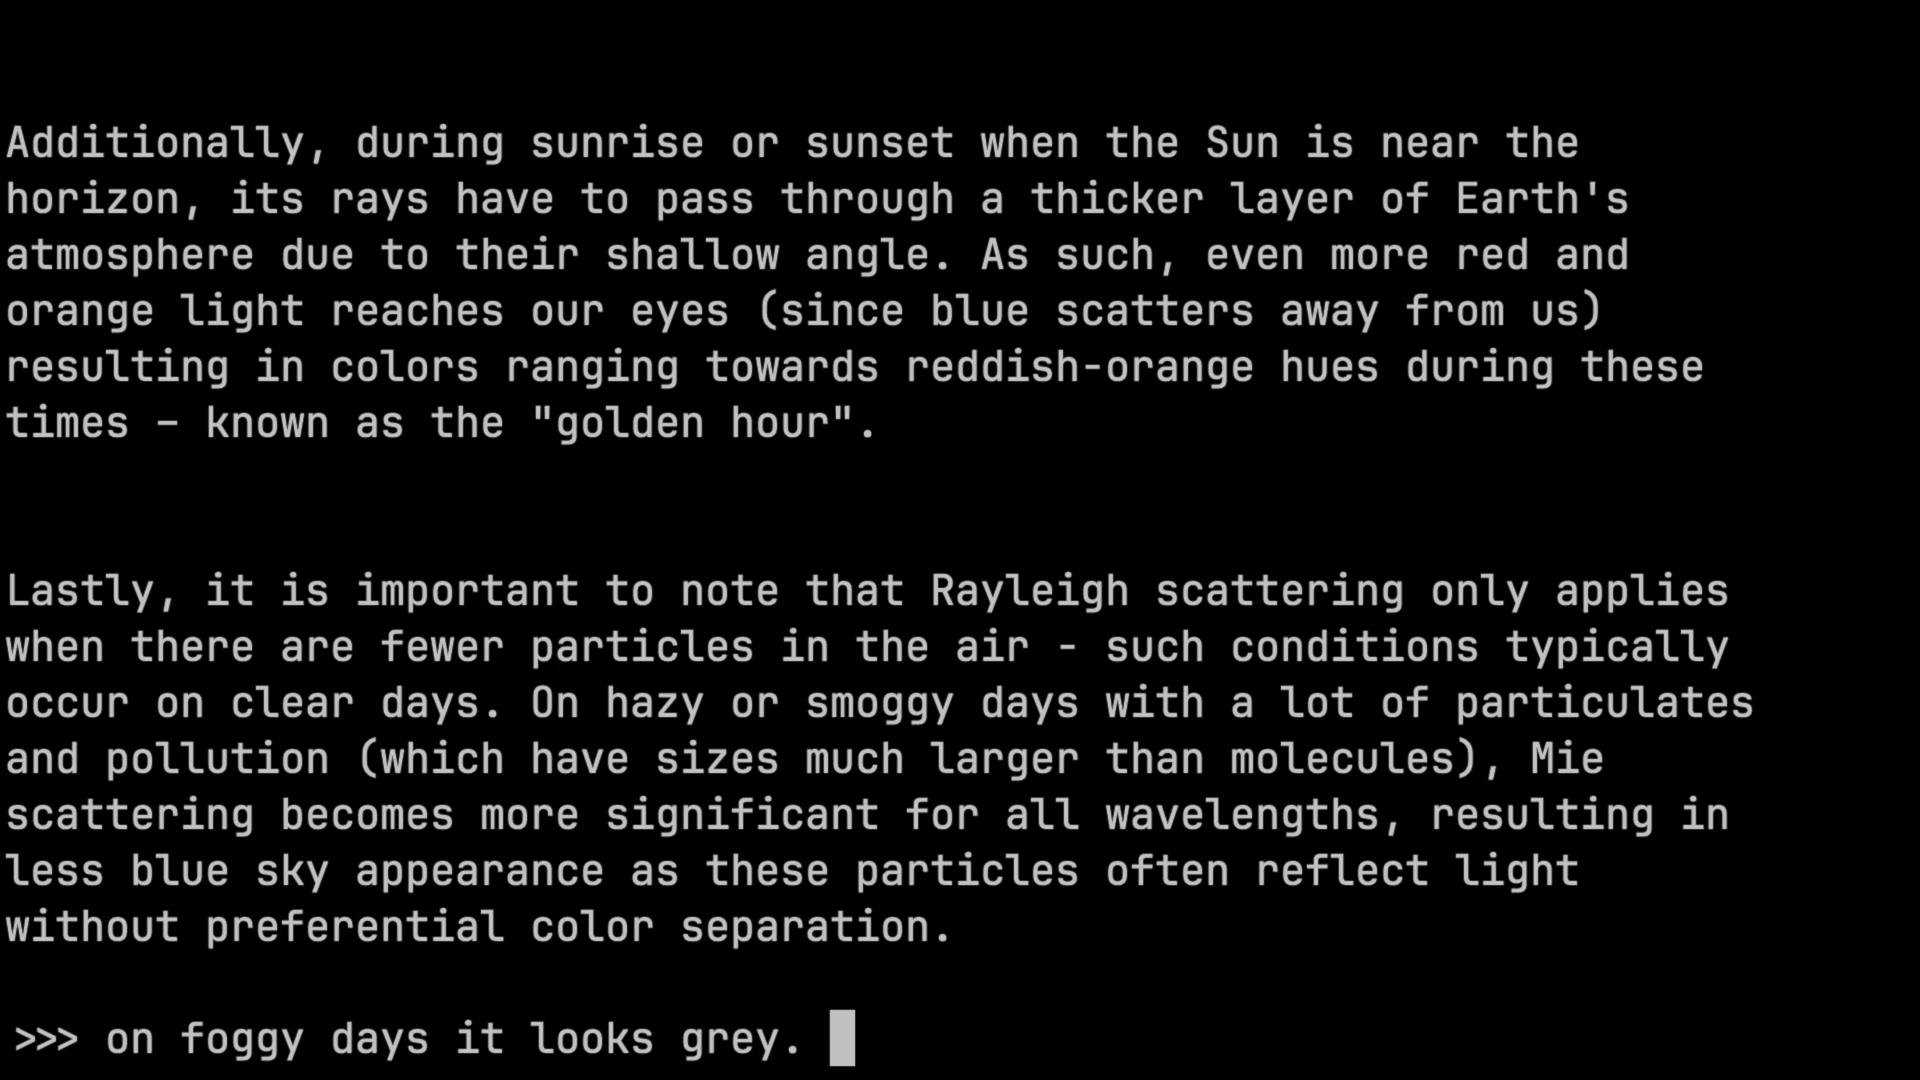 Additionally, during sunrise or sunset when the Sun is near the
horizon, its rays have to pass through a thicker layer of Earth's
atmosphere due to their shallow angle. As such, even more red and
orange light reaches our eyes (since blue scatters away from us)
resulting in colors ranging towards reddish-orange hues during these
times – known as the "golden hour".
Lastly, it is important to note that Rayleigh scattering only applies
when there are fewer particles in the air - such conditions typically
occur on clear days. On hazy or smoggy days with a lot of particulates
and pollution (which have sizes much larger than molecules), Mie
scattering becomes more significant for all wavelengths, resulting in
less blue sky appearance as these particles often reflect light
without preferential color separation.
>>> on foggy days it looks grey.